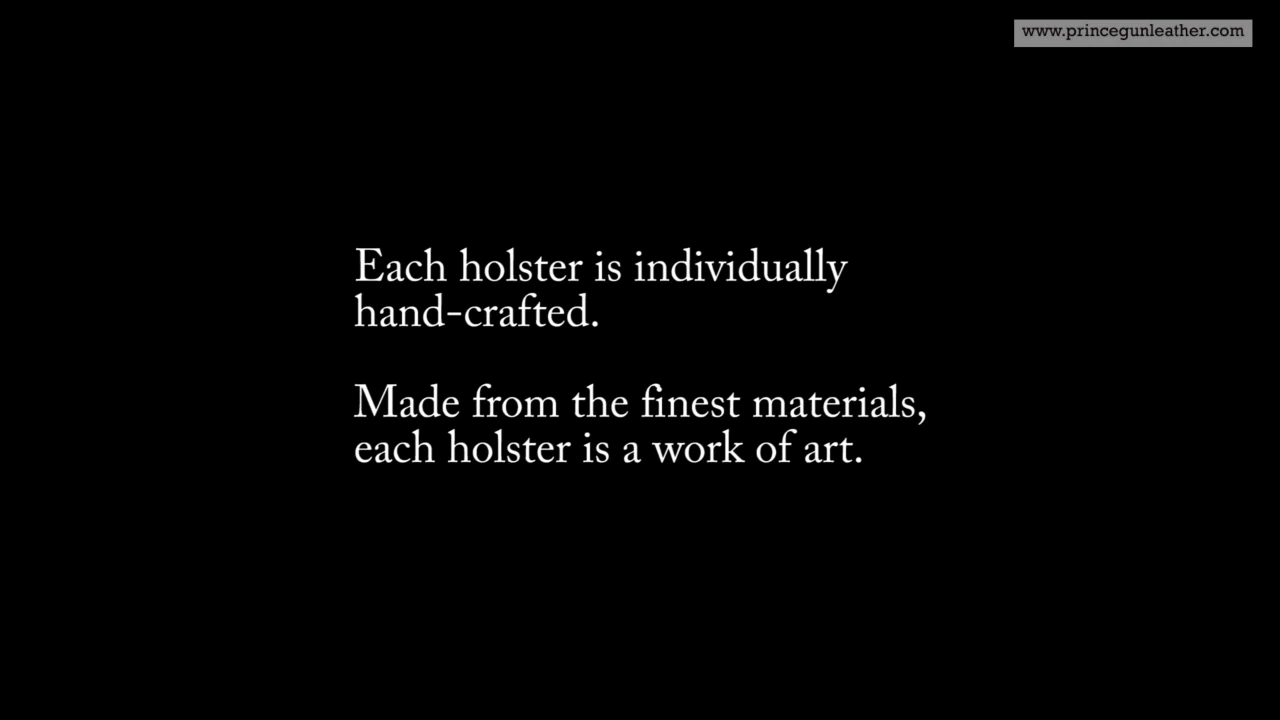 www.princegunleather.com
Each holster is individually
hand-crafted.
Made from the finest materials,
each holster is a work of art.